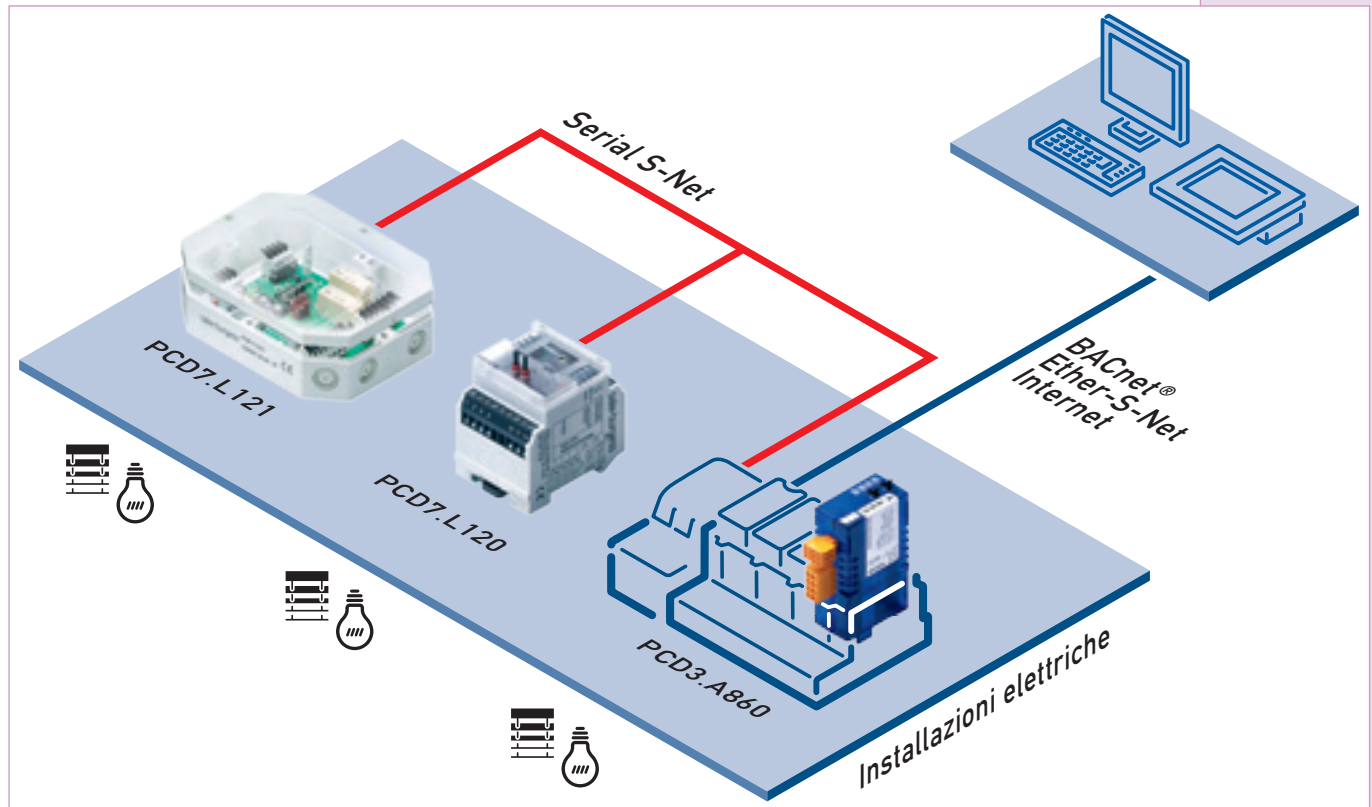 Serial S-Net
PCD7.L121
PCD7.L120
PCD3.A860
BACnet®
Ether-S-Net
Internet
Installazioni elettriche